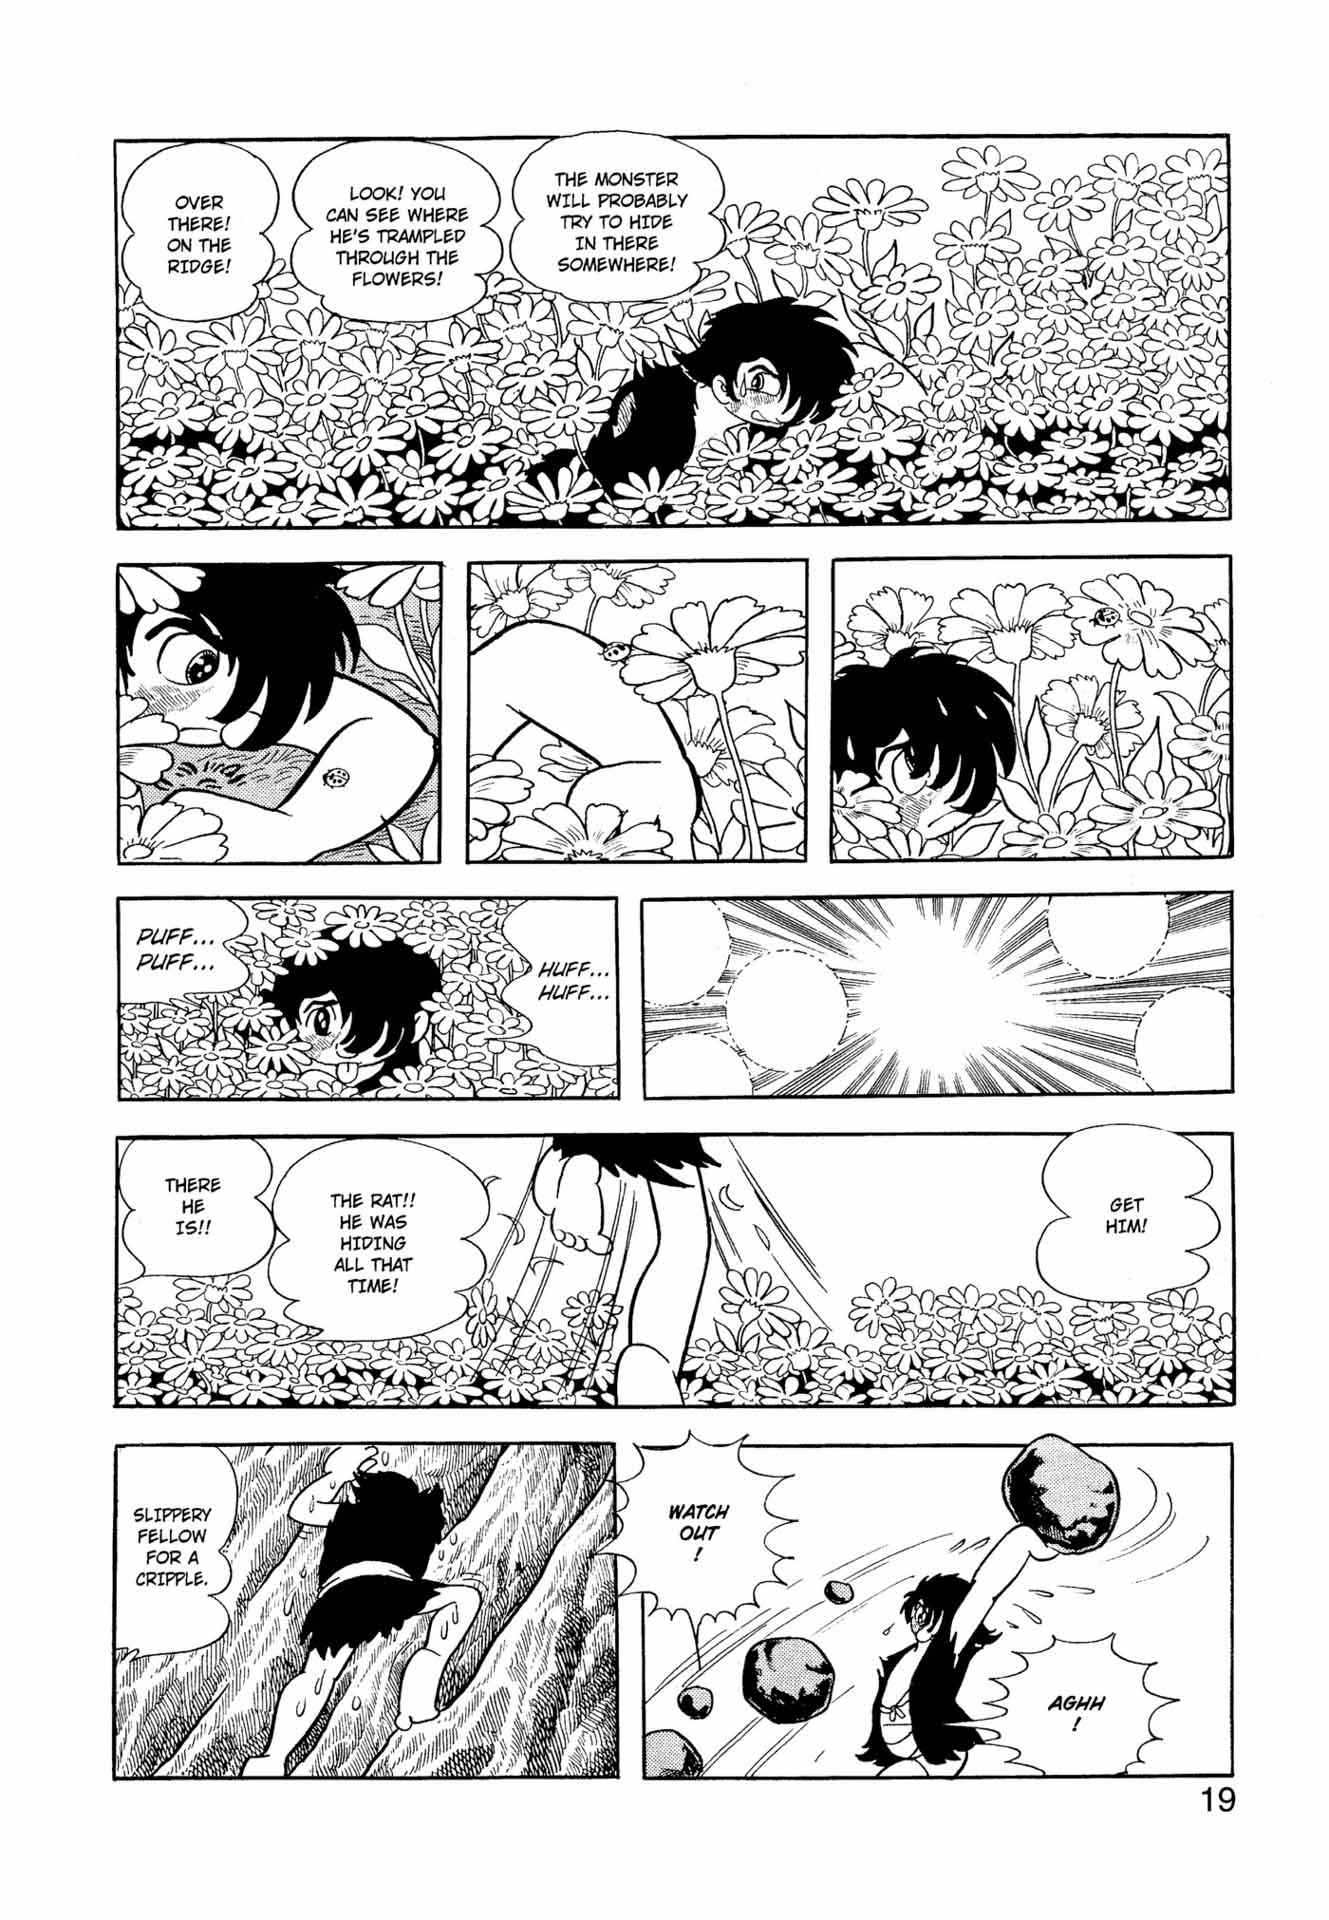 OVER
THERE!
ON THE
RIDGE!
LOOK! YOU
CAN SEE WHERE
HE'S TRAMPLED
THROUGH THE
FLOWERS!
THE MONSTER
WILL PROBABLY
TRY TO HIDE
IN THERE
SOMEWHERE!
PUFF...
PUFF...
HUFF...
HUFF...
THERE
HE
IS!!
THE RAT!!
HE WAS
HIDING
ALL THAT
TIME!
GET
HIM!
SLIPPERY
FELLOW
FOR A
CRIPPLE.
WATCH
OUT
!
AGHH
!
19